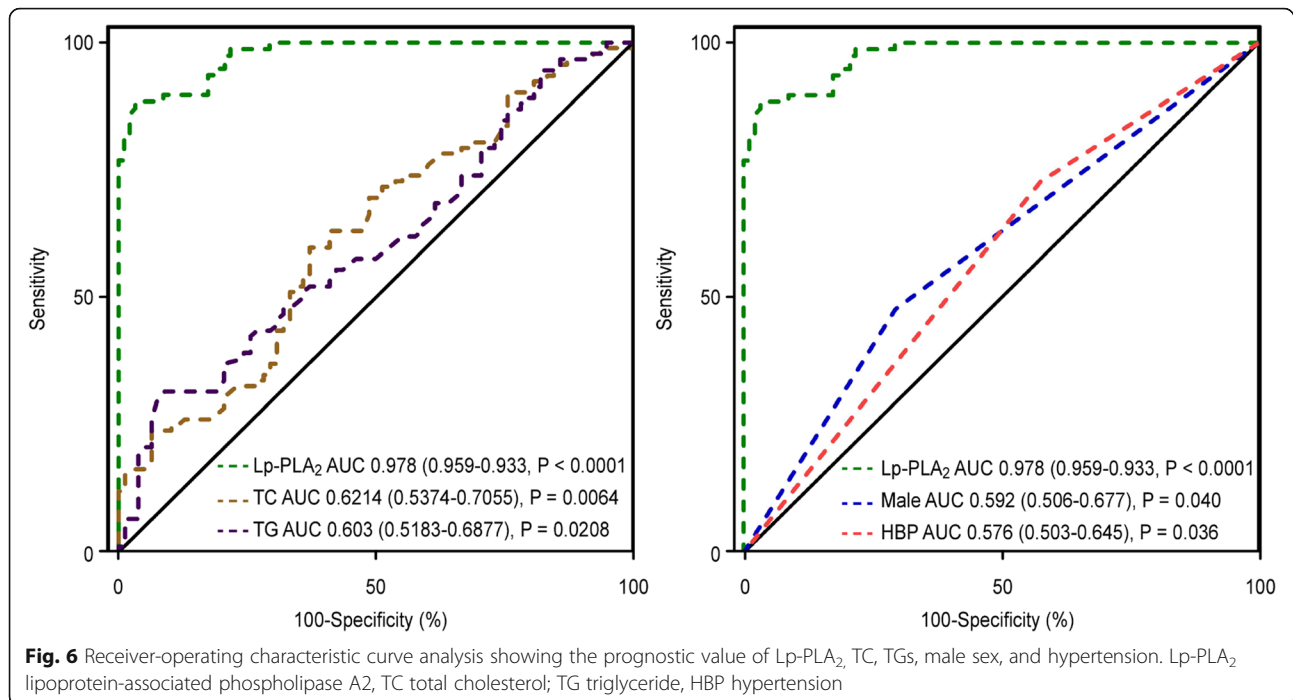 100
50
0
Sensitivity
Lp-PLA₂ AUC 0.978 (0.959-0.933, P < 0.0001
TC AUC 0.6214 (0.5374-0.7055), P = 0.0064
TG AUC 0.603 (0.5183-0.6877), P = 0.0208
0 50 100
100-Specificity (%)
100
50
0
Sensitivity
Lp-PLA₂ AUC 0.978 (0.959-0.933, P < 0.0001
Male AUC 0.592 (0.506-0.677), P = 0.040
HBP AUC 0.576 (0.503-0.645), P = 0.036
0 50 100
100-Specificity (%)
Fig. 6 Receiver-operating characteristic curve analysis showing the prognostic value of Lp-PLA₂, TC, TGs, male sex, and hypertension. Lp-PLA₂
lipoprotein-associated phospholipase A2, TC total cholesterol; TG triglyceride, HBP hypertension